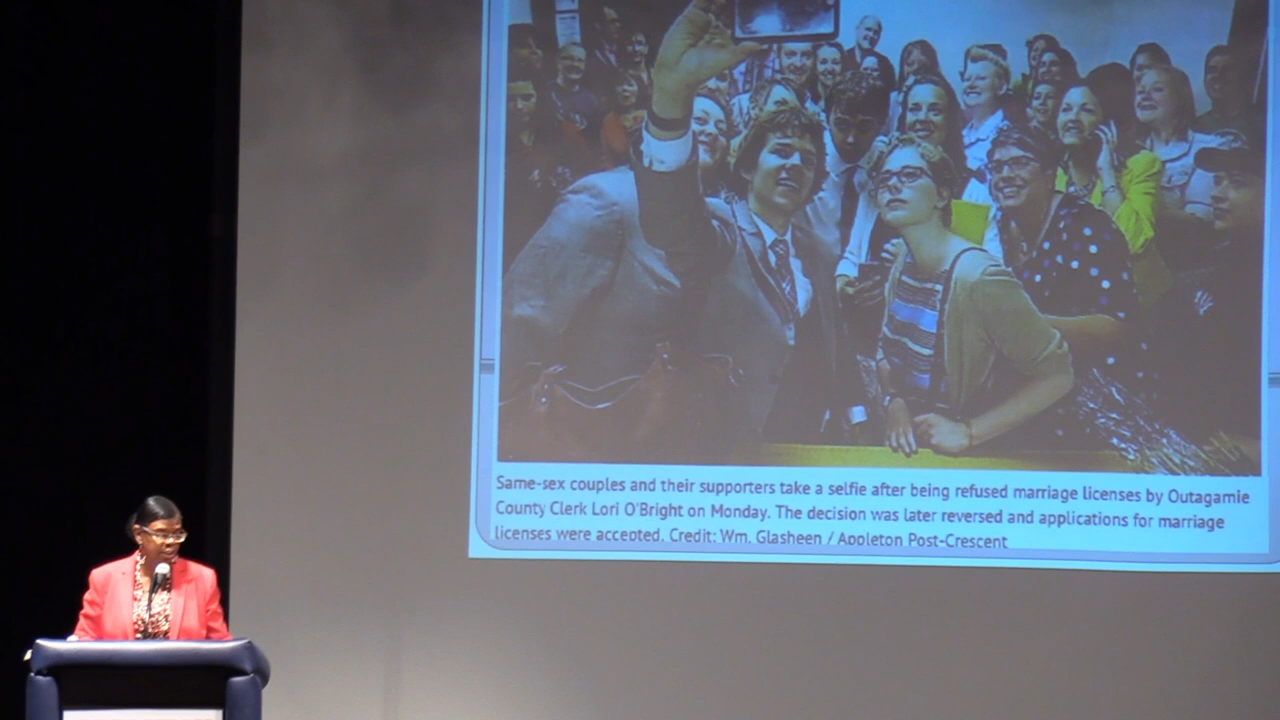 Same-sex couples and their supporters take a selfie after being refused marriage licenses by Outagamie
County Clerk Lori O'Bright on Monday. The decision was later reversed and applications for marriage
licenses were accepted. Credit: Wm. Glasheen / Appleton Post-Crescent